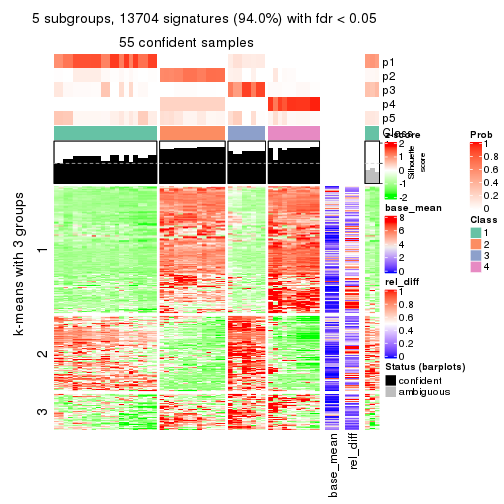 5 subgroups, 13704 signatures (94.0%) with fdr < 0.05
55 confident samples
p1
p2
p3
p4
p5
Class
Silhouette
score
k-means with 3 groups
1
2
3
base_mean
rel_diff
z-score
2
1
0
-1
-2
base_mean
8
6
4
2
0
rel_diff
1
0.8
0.6
0.4
0.2
0
Status (barplots)
confident
ambiguous
Prob
1
0.8
0.6
0.4
0.2
0
Class
1
2
3
4